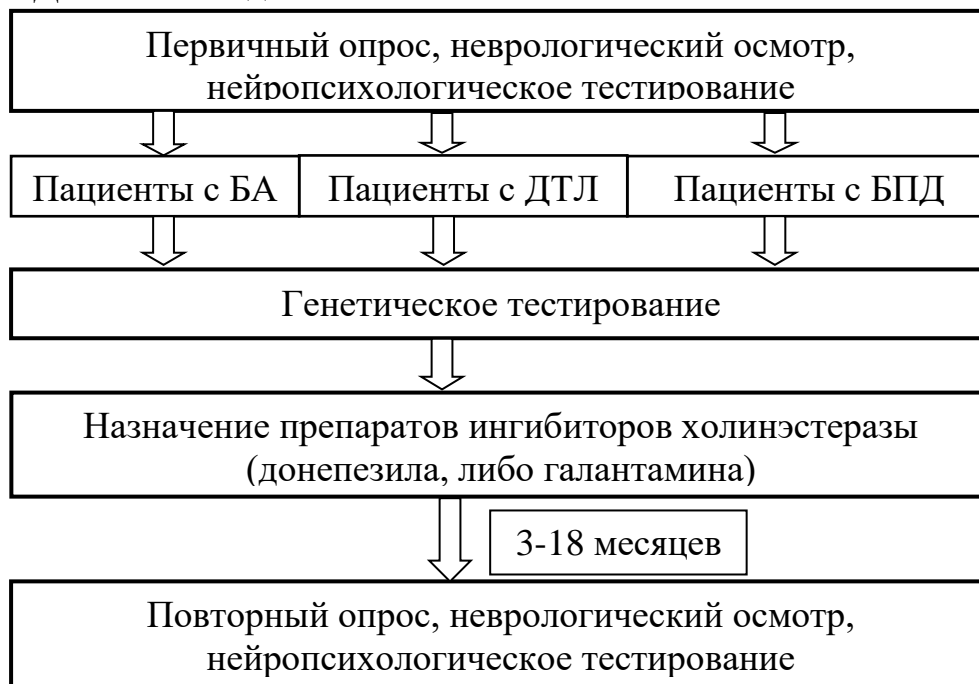 Первичный опрос, неврологический осмотр,
нейропсихологическое тестирование
Пациенты с БА
Пациенты с ДТЛ
Пациенты с БПД
Генетическое тестирование
Назначение препаратов ингибиторов холинэстеразы
(донепезила, либо галантамина)
3-18 месяцев
Повторный опрос, неврологический осмотр,
нейропсихологическое тестирование